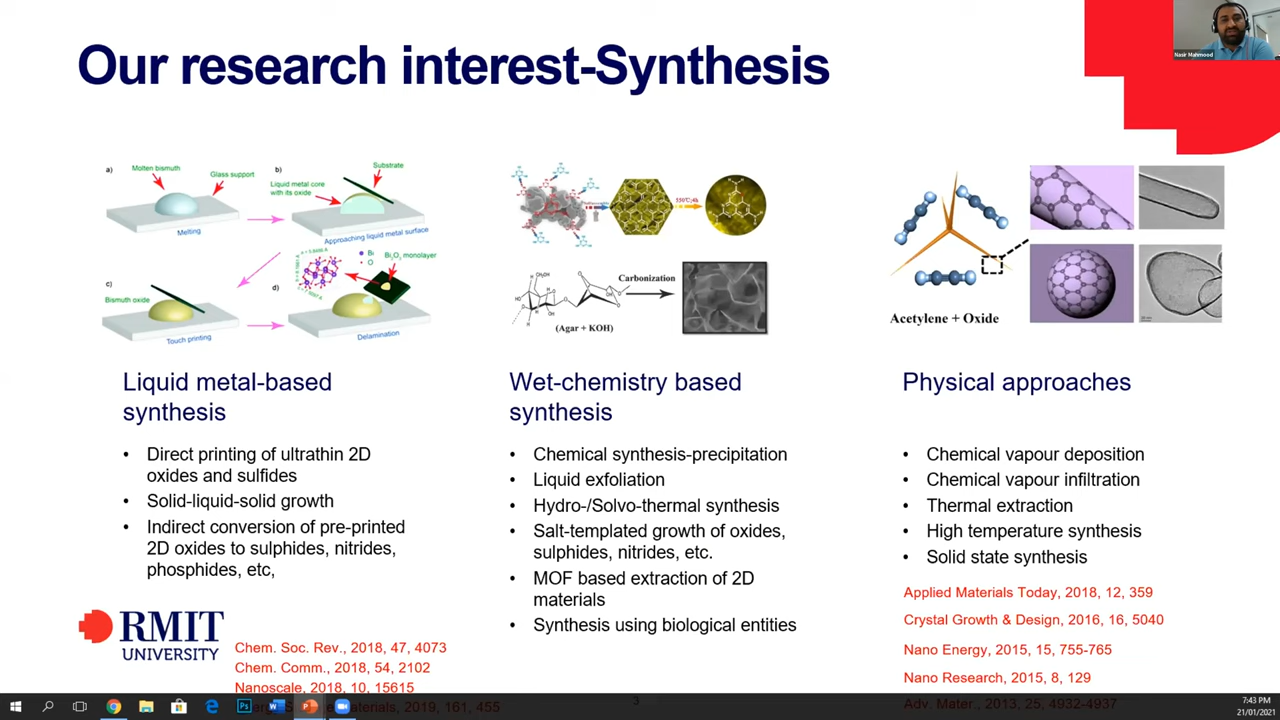 Our research interest-Synthesis
Nasir Mahmood
a)
Molten bismuth
Glass support
Melting
b)
Substrate
Liquid metal core
with its oxide
Approaching liquid metal surface
c)
Bismuth oxide
Touch printing
d)
Bi
O
Bi₂O₃ monolayer
Delamination
550°C; 4h
Carbonization
(Agar + KOH)
Acetylene + Oxide
Liquid metal-based
synthesis
• Direct printing of ultrathin 2D
oxides and sulfides
• Solid-liquid-solid growth
• Indirect conversion of pre-printed
2D oxides to sulphides, nitrides,
phosphides, etc,
Wet-chemistry based
synthesis
• Chemical synthesis-precipitation
• Liquid exfoliation
• Hydro-/Solvo-thermal synthesis
• Salt-templated growth of oxides,
sulphides, nitrides, etc.
• MOF based extraction of 2D
materials
• Synthesis using biological entities
Physical approaches
• Chemical vapour deposition
• Chemical vapour infiltration
• Thermal extraction
• High temperature synthesis
• Solid state synthesis
Applied Materials Today, 2018, 12, 359
Crystal Growth & Design, 2016, 16, 5040
Nano Energy, 2015, 15, 755-765
Nano Research, 2015, 8, 129
Adv. Mater., 2013, 25, 4932-4937
RMIT
UNIVERSITY
Chem. Soc. Rev., 2018, 47, 4073
Chem. Comm., 2018, 54, 2102
Nanoscale, 2018, 10, 15615
Materials, 2019, 161, 455
3
7:43 PM
21/01/2021